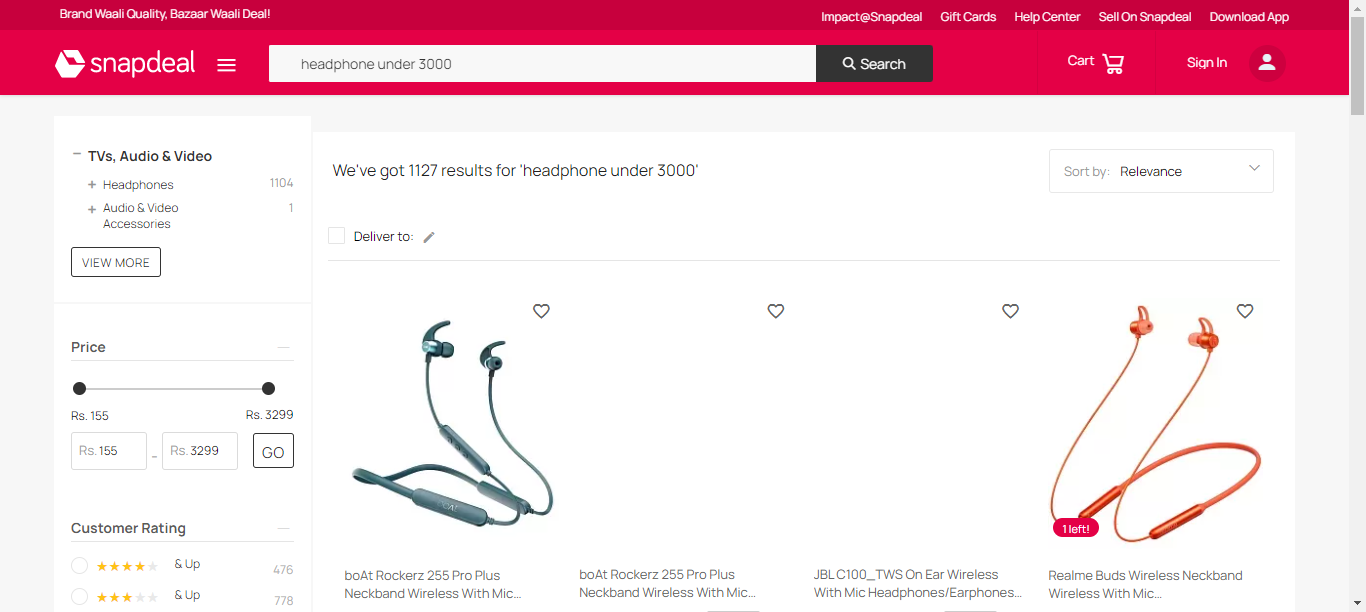 Brand Waali Quality, Bazaar Waali Deal!
Impact@Snapdeal Gift Cards Help Center Sell On Snapdeal Download App
snapdeal
headphone under 3000
Search
Cart
Sign In
TVs, Audio & Video
Headphones 1104
Audio & Video 1
Accessories
VIEW MORE
Price
Rs. 155 Rs. 3299
Rs. 155 - Rs. 3299 GO
Customer Rating
& Up 476
& Up 778
We've got 1127 results for 'headphone under 3000'
Sort by: Relevance
Deliver to:
1 left!
boAt Rockerz 255 Pro Plus
Neckband Wireless With Mic...
boAt Rockerz 255 Pro Plus
Neckband Wireless With Mic...
JBL C100_TWS On Ear Wireless
With Mic Headphones/Earphones...
Realme Buds Wireless Neckband
Wireless With Mic...